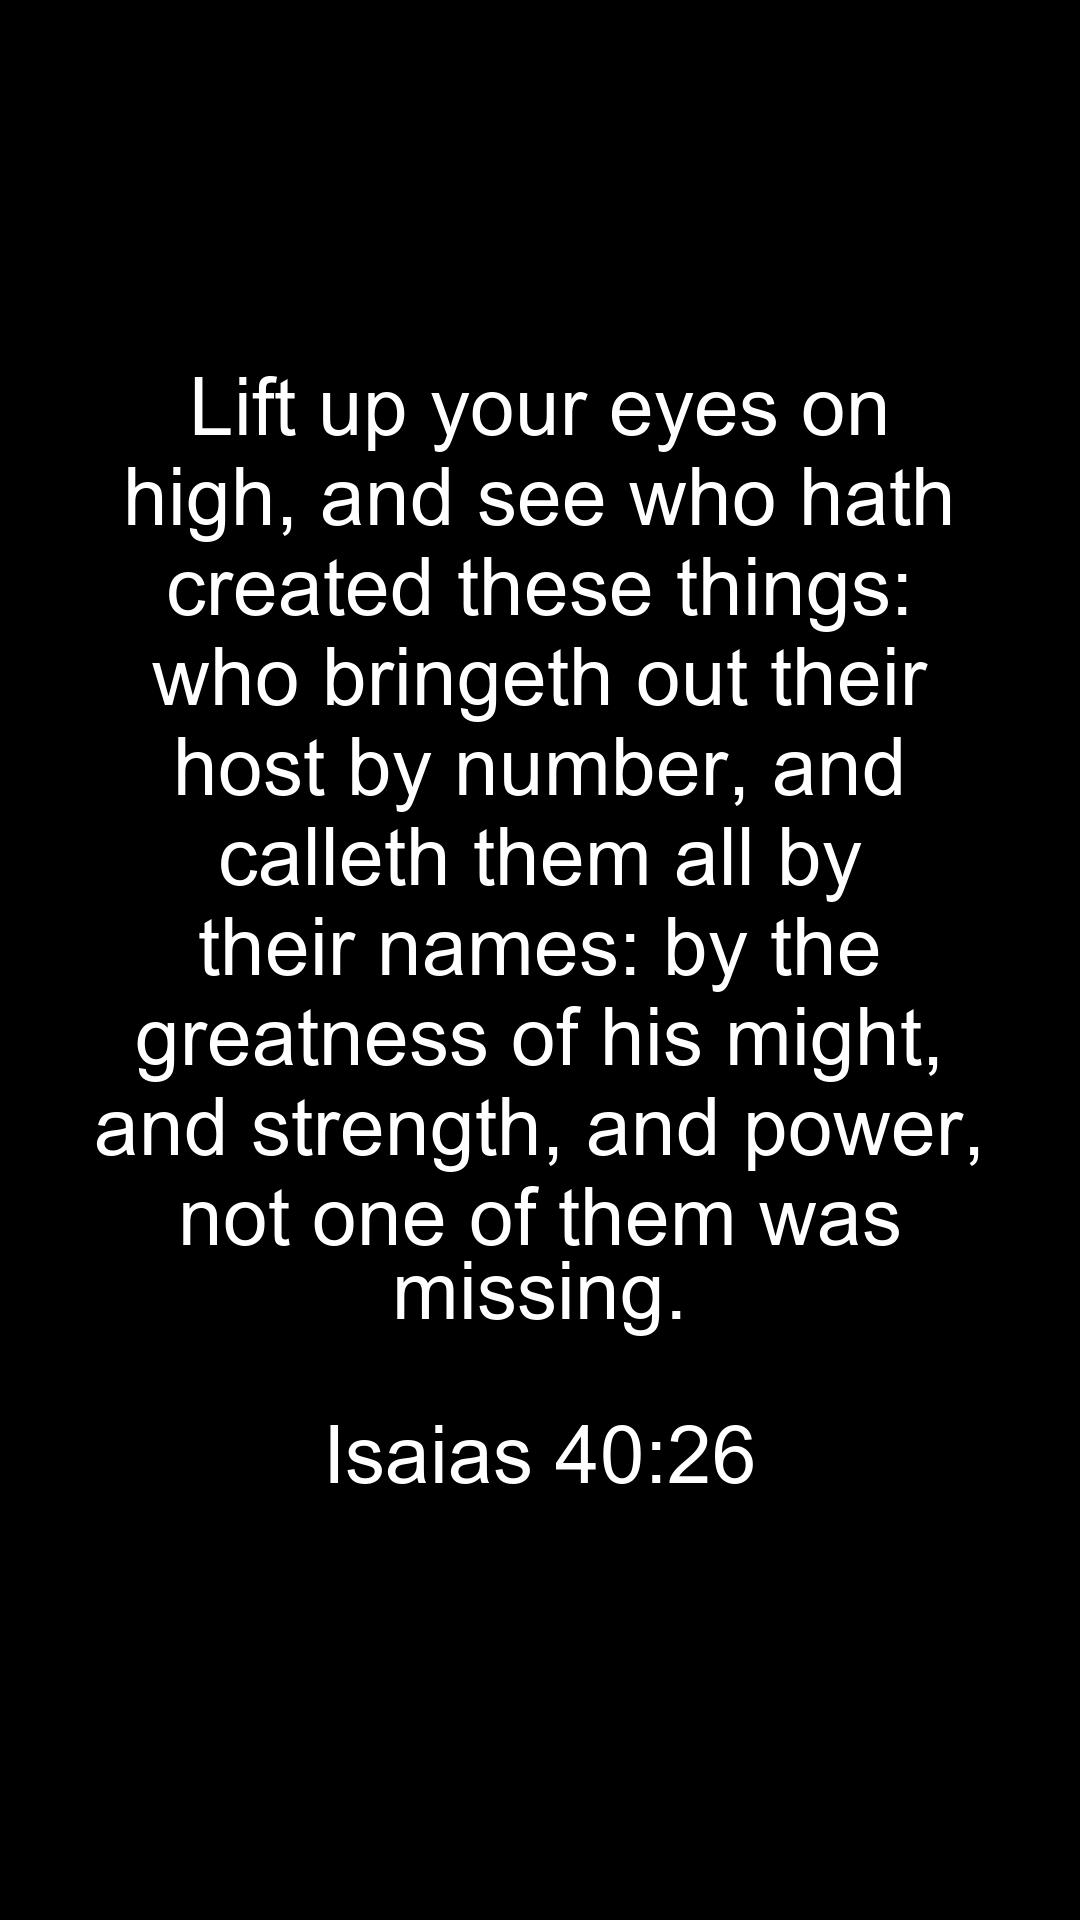 Lift up your eyes on
high, and see who hath
created these things:
who bringeth out their
host by number, and
calleth them all by
their names: by the
greatness of his might,
and strength, and power,
not one of them was
missing.
Isaias 40:26